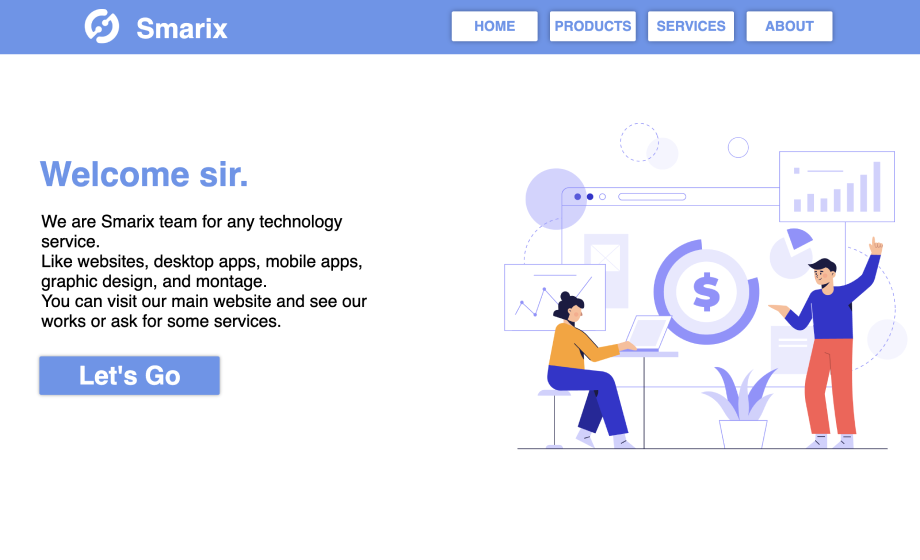 Smarix
HOME
PRODUCTS
SERVICES
ABOUT
Welcome sir.
We are Smarix team for any technology
service.
Like websites, desktop apps, mobile apps,
graphic design, and montage.
You can visit our main website and see our
works or ask for some services.
Let's Go
$